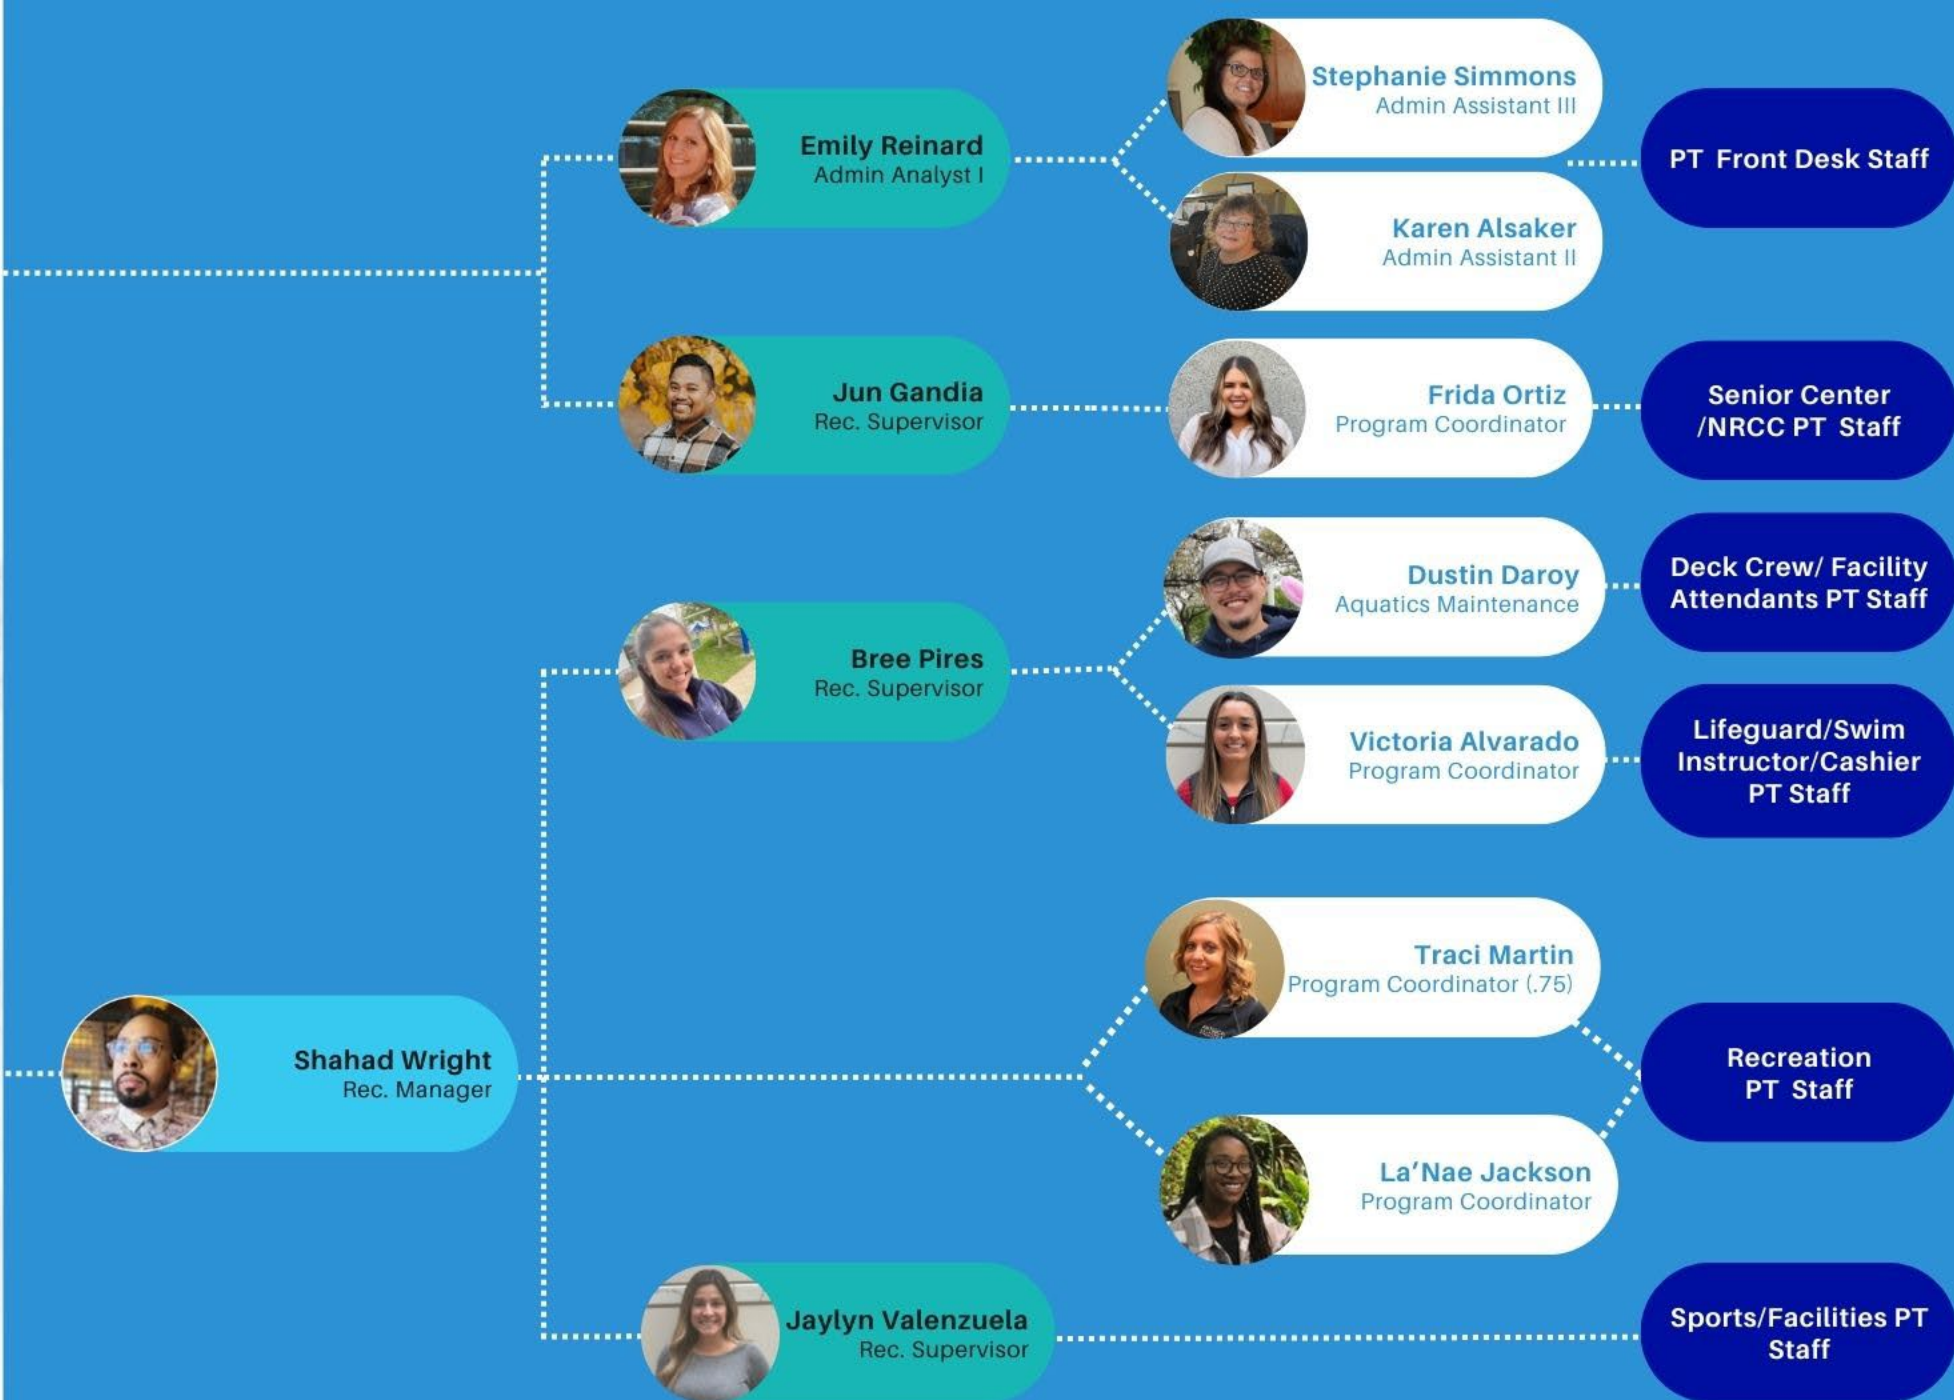 Stephanie Simmons
Admin Assistant III
Emily Reinard
Admin Analyst I
PT Front Desk Staff
Karen Alsaker
Admin Assistant II
Jun Gandia
Rec. Supervisor
Frida Ortiz
Program Coordinator
Senior Center
/NRCC PT Staff
Dustin Daroy
Aquatics Maintenance
Deck Crew/ Facility
Attendants PT Staff
Bree Pires
Rec. Supervisor
Victoria Alvarado
Program Coordinator
Lifeguard/Swim
Instructor/Cashier
PT Staff
Traci Martin
Program Coordinator (.75)
Shahad Wright
Rec. Manager
Recreation
PT Staff
La'Nae Jackson
Program Coordinator
Jaylyn Valenzuela
Rec. Supervisor
Sports/Facilities PT
Staff